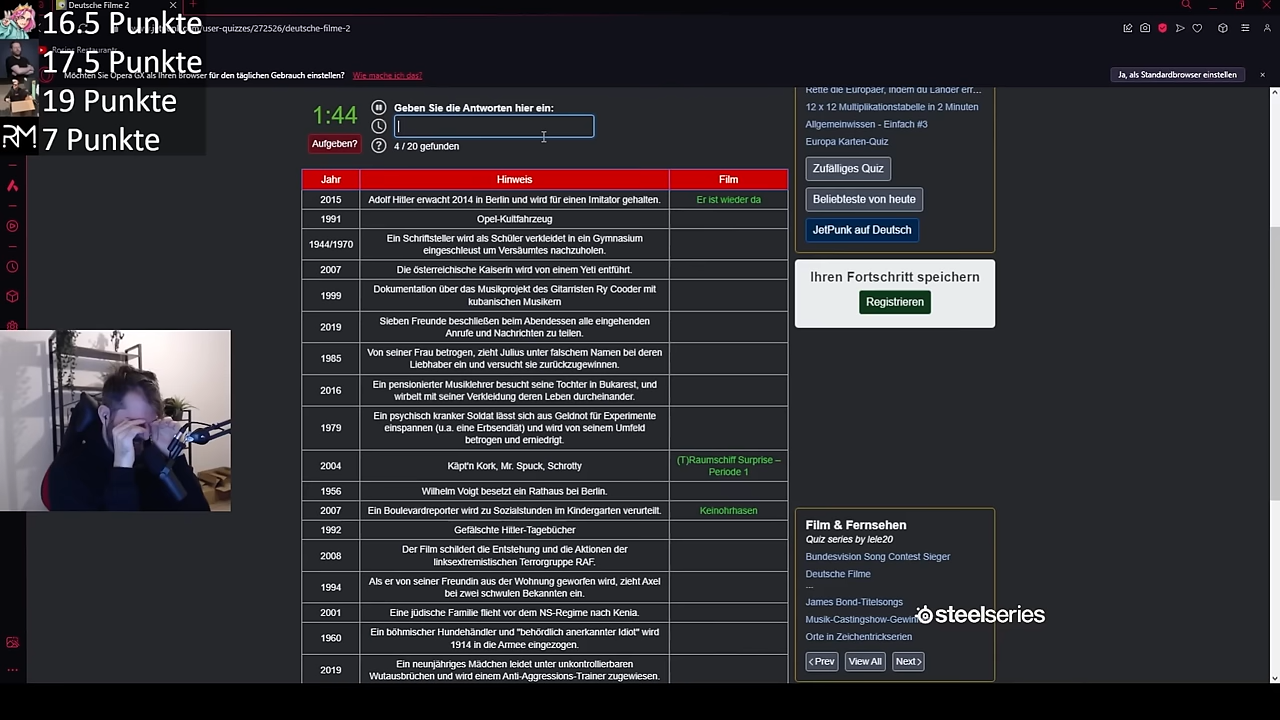 Deutsche Filme 2
16.5 Punkte
user-quizzes/272526/deutsche-filme-2
17.5 Punkte
Möchten Sie Opera GX als Ihren Browser für den täglichen Gebrauch einstellen?
Wie mache ich das?
Ja, als Standardbrowser einstellen
19 Punkte
RM
7 Punkte
1:44
Aufgeben?
Geben Sie die Antworten hier ein:
4 / 20 gefunden
Jahr Hinweis Film
2015 Adolf Hitler erwacht 2014 in Berlin und wird für einen Imitator gehalten. Er ist wieder da
1991 Opel-Kultfahrzeug
1944/1970 Ein Schriftsteller wird als Schüler verkleidet in ein Gymnasium
eingeschleust um Versäumtes nachzuholen.
2007 Die österreichische Kaiserin wird von einem Yeti entführt.
1999 Dokumentation über das Musikprojekt des Gitarristen Ry Cooder mit
kubanischen Musikern
2019 Sieben Freunde beschließen beim Abendessen alle eingehenden
Anrufe und Nachrichten zu teilen.
1985 Von seiner Frau betrogen, zieht Julius unter falschem Namen bei deren
Liebhaber ein und versucht sie zurückzugewinnen.
2016 Ein pensionierter Musiklehrer besucht seine Tochter in Bukarest, und
wirbelt mit seiner Verkleidung deren Leben durcheinander.
1979 Ein psychisch kranker Soldat lässt sich aus Geldnot für Experimente
einspannen (u.a. eine Erbsendiät) und wird von seinem Umfeld
betrogen und erniedrigt.
2004 Käpt'n Kork, Mr. Spuck, Schrotty (T)Raumschiff Surprise –
Periode 1
1956 Wilhelm Voigt besetzt ein Rathaus bei Berlin.
2007 Ein Boulevardreporter wird zu Sozialstunden im Kindergarten verurteilt. Keinohrhasen
1992 Gefälschte Hitler-Tagebücher
2008 Der Film schildert die Entstehung und die Aktionen der
linksextremistischen Terrorgruppe RAF.
1994 Als er von seiner Freundin aus der Wohnung geworfen wird, zieht Axel
bei zwei schwulen Bekannten ein.
2001 Eine jüdische Familie flieht vor dem NS-Regime nach Kenia.
1960 Ein böhmischer Hundehändler und "behördlich anerkannter Idiot" wird
1914 in die Armee eingezogen.
2019 Ein neunjähriges Mädchen leidet unter unkontrollierbaren
Wutausbrüchen und wird einem Anti-Aggressions-Trainer zugewiesen.
Rette die Europäer, indem du Länder err...
12 x 12 Multiplikationstabelle in 2 Minuten
Allgemeinwissen - Einfach #3
Europa Karten-Quiz
Zufälliges Quiz
Beliebteste von heute
JetPunk auf Deutsch
Ihren Fortschritt speichern
Registrieren
Film & Fernsehen
Quiz series by lele20
Bundesvision Song Contest Sieger
Deutsche Filme
...
James Bond-Titelsongs
Musik-Castingshow-Gewin
steelseries
Orte in Zeichentrickserien
‹ Prev View All Next ›